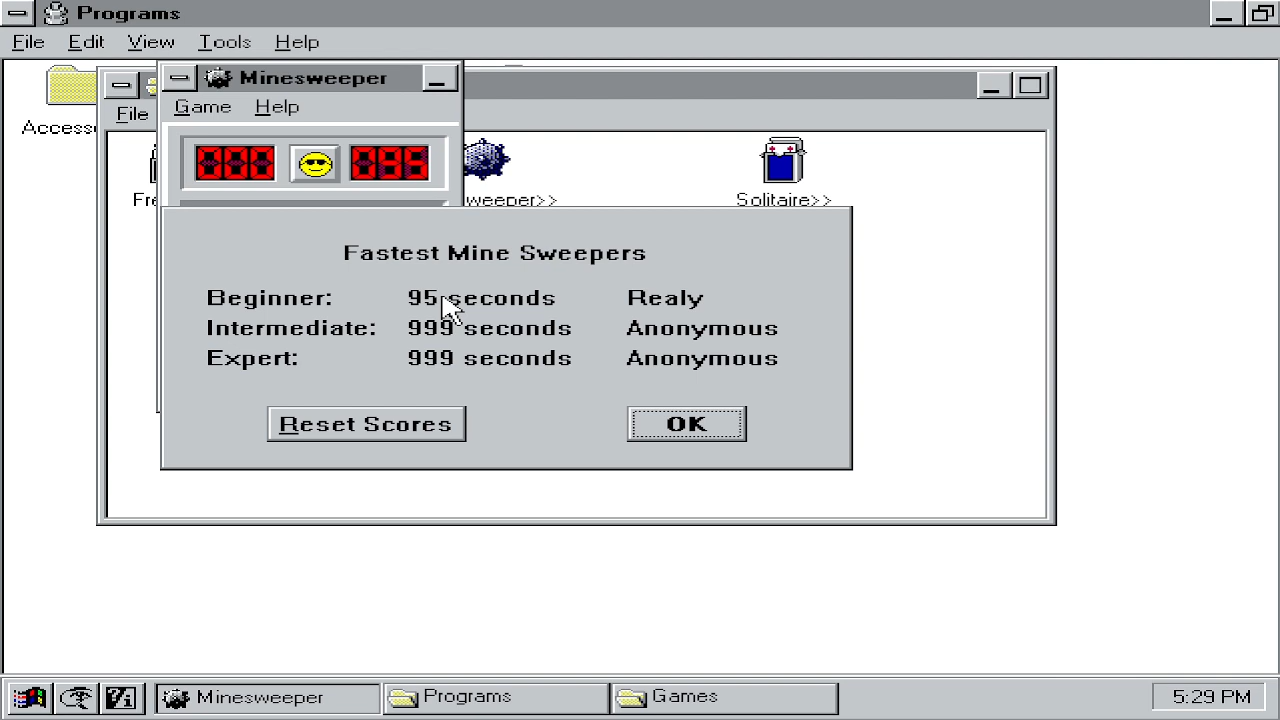 Programs
File Edit View Tools Help
Minesweeper
File
Game Help
Access
000 095
Fre
weeper>>
Solitaire>>
Fastest Mine Sweepers
Beginner: 95 seconds Realy
Intermediate: 999 seconds Anonymous
Expert: 999 seconds Anonymous
Reset Scores
OK
Minesweeper
Programs
Games
5:29 PM